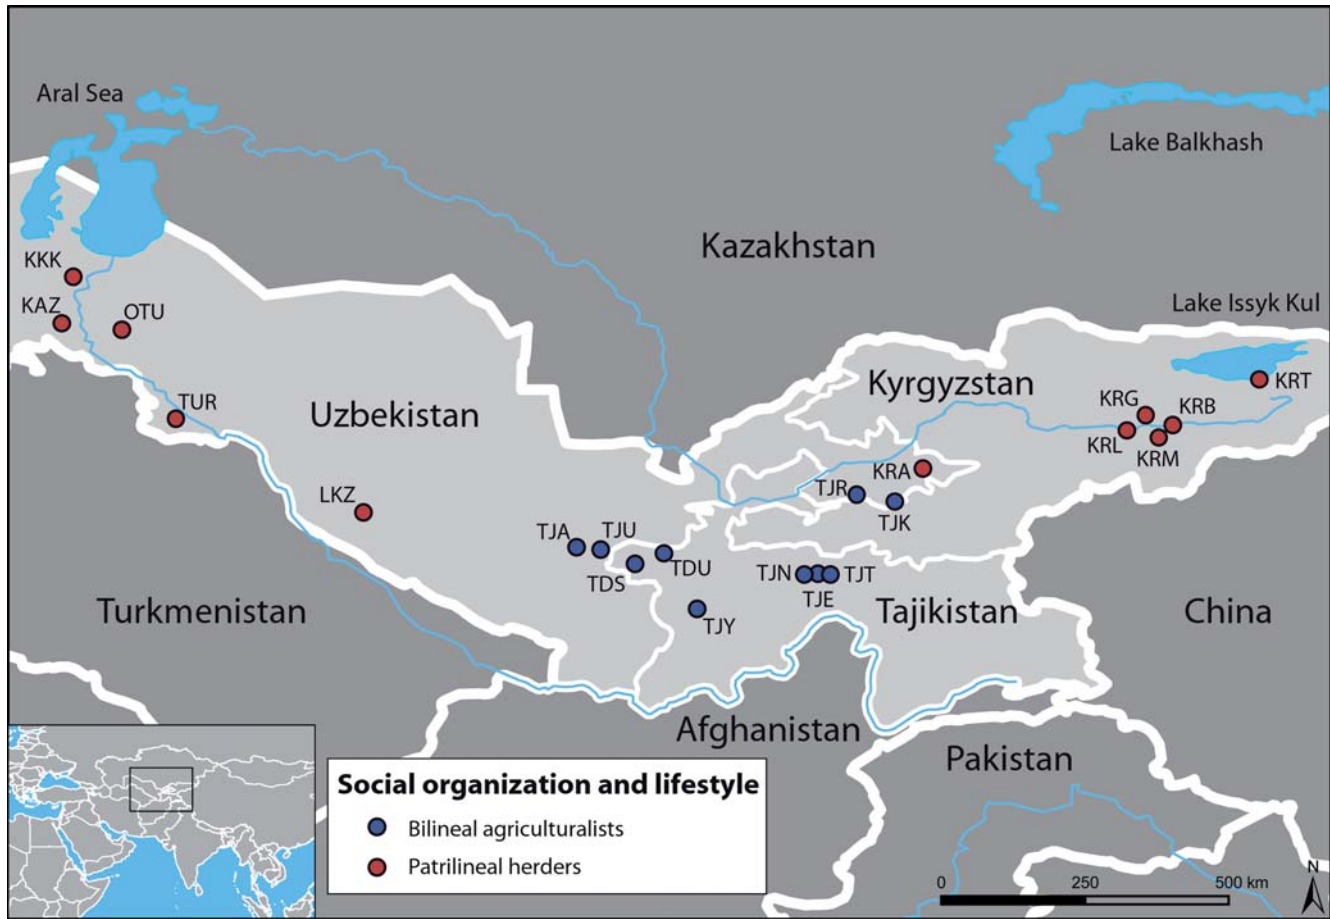 Aral Sea
Lake Balkhash
Kazakhstan
KKK
KAZ
OTU
Lake Issyk Kul
TUR
Uzbekistan
Kyrgyzstan
KRT
KRG
KRB
KRL
KRM
KRA
LKZ
TJR
TJK
TJA
TJU
TDS
TDU
TJN
TJT
TJE
TJY
Turkmenistan
Tajikistan
China
Afghanistan
Pakistan
Social organization and lifestyle
Bilineal agriculturalists
Patrilineal herders
0 250 500 km
N